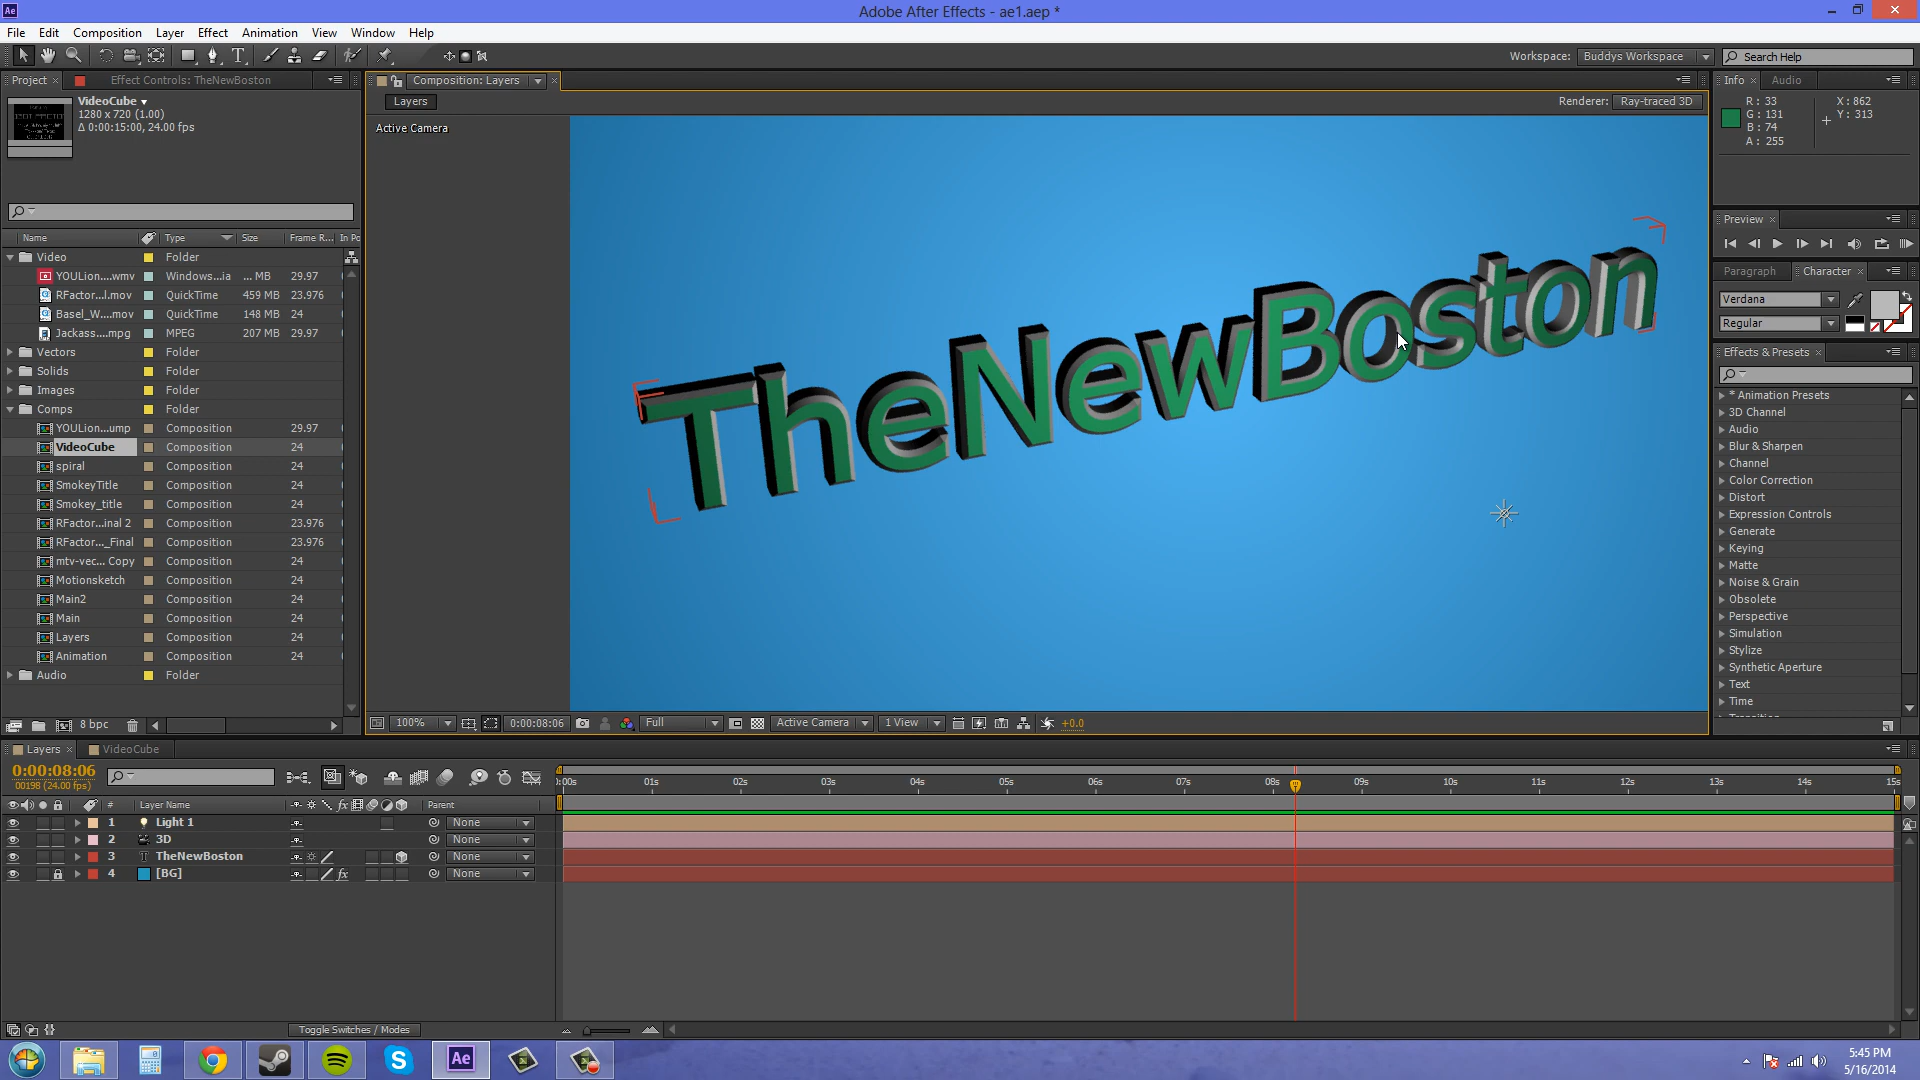 Ae
Adobe After Effects - ae1.aep *
File Edit Composition Layer Effect Animation View Window Help
Workspace: Buddys Workspace Search Help
Project × Effect Controls: TheNewBoston
VideoCube
1280 x 720 (1.00)
Δ 0:00:15:00, 24.00 fps
Name Type Size Frame R... In Po
Video Folder
YOULion....wmv Windows...ia ... MB 29.97
RFactor...l.mov QuickTime 459 MB 23.976
Basel_W....mov QuickTime 148 MB 24
Jackass....mpg MPEG 207 MB 29.97
Vectors Folder
Solids Folder
Images Folder
Comps Folder
YOULion....ump Composition 29.97
VideoCube Composition 24
spiral Composition 24
SmokeyTitle Composition 24
Smokey_title Composition 24
RFactor...inal 2 Composition 23.976
RFactor..._Final Composition 23.976
mtv-vec... Copy Composition 24
Motionsketch Composition 24
Main2 Composition 24
Main Composition 24
Layers Composition 24
Animation Composition 24
Audio Folder
8 bpc
Composition: Layers ×
Layers
Renderer: Ray-traced 3D
Active Camera
TheNewBoston
100% 0:00:08:06 Full Active Camera 1 View +0.0
Info × Audio
R: 33 X: 862
G: 131 Y: 313
B: 74
A: 255
Preview ×
Paragraph Character ×
Verdana
Regular
Effects & Presets ×
* Animation Presets
3D Channel
Audio
Blur & Sharpen
Channel
Color Correction
Distort
Expression Controls
Generate
Keying
Matte
Noise & Grain
Obsolete
Perspective
Simulation
Stylize
Synthetic Aperture
Text
Time
Transition
Layers × VideoCube
0:00:08:06
00198 (24.00 fps)
:00s 01s 02s 03s 04s 05s 06s 07s 08s 09s 10s 11s 12s 13s 14s 15s
# Layer Name fx Parent
1 Light 1 None
2 3D None
3 T TheNewBoston None
4 [BG] fx None
Toggle Switches / Modes
Ae
5:45 PM
5/16/2014